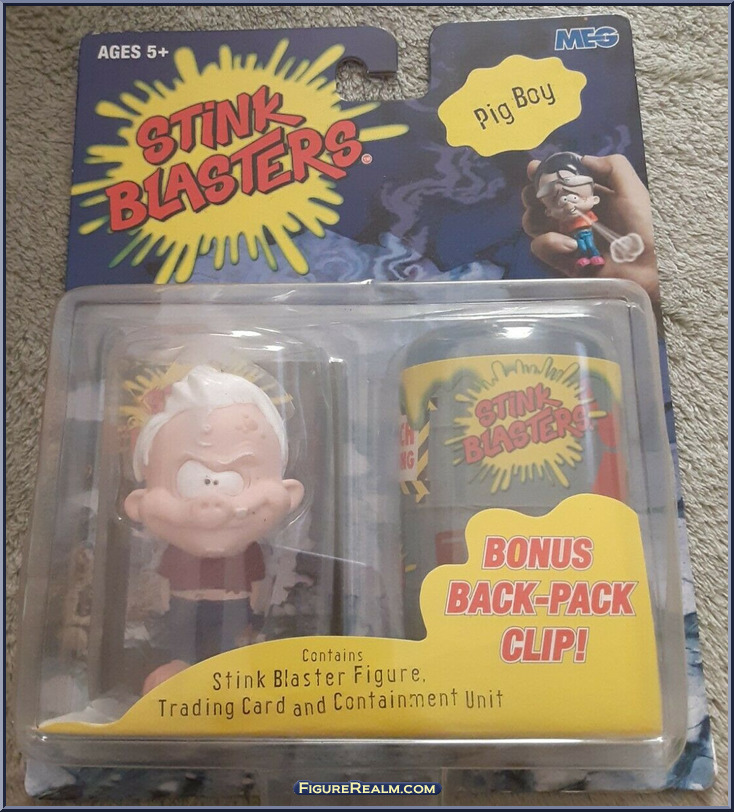 AGES 5+
MEG
Pig Boy
STINK
BLASTERS
STINK
BLASTERS
BONUS
BACK-PACK
CLIP!
Contains
Stink Blaster Figure,
Trading Card and Containment Unit
FIGUREREALM.COM